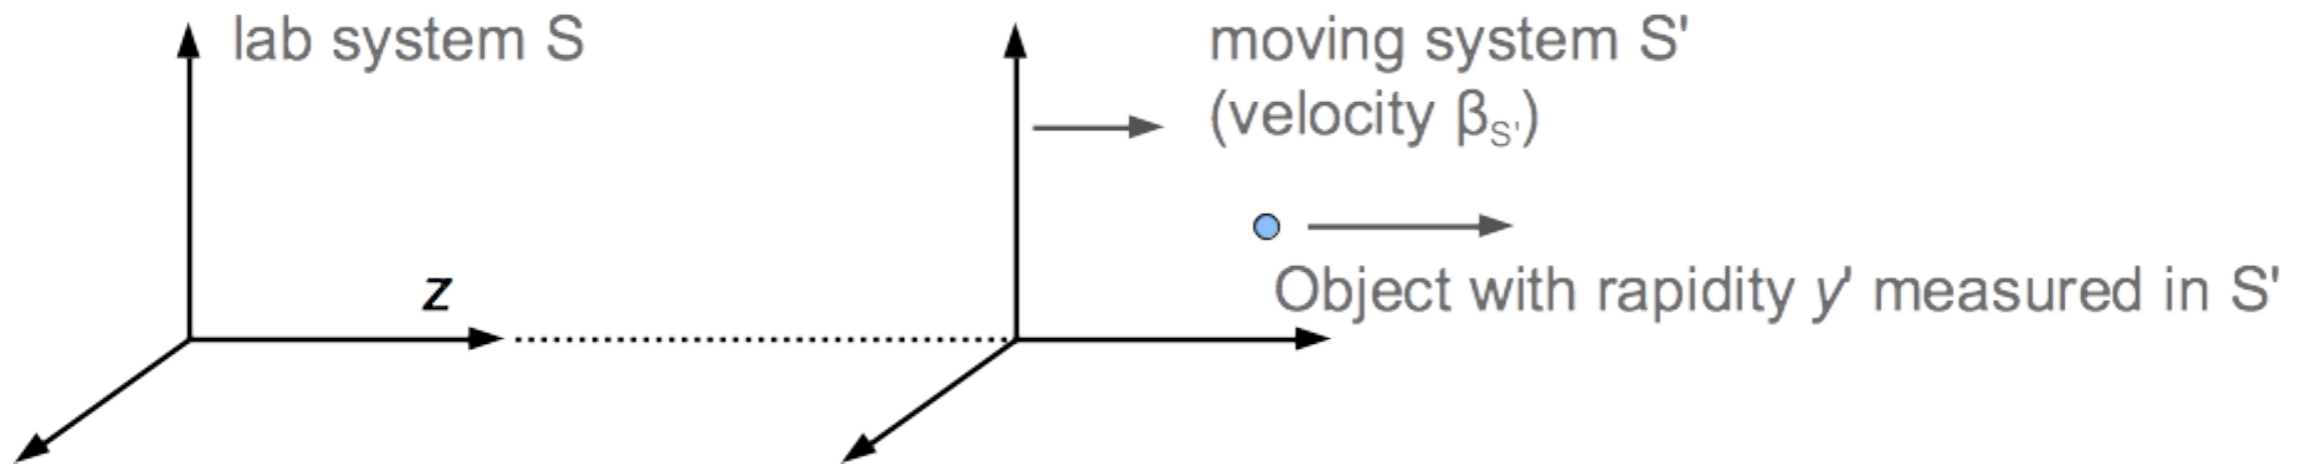 lab system S
moving system S'
(velocity βS')
z
Object with rapidity y' measured in S'